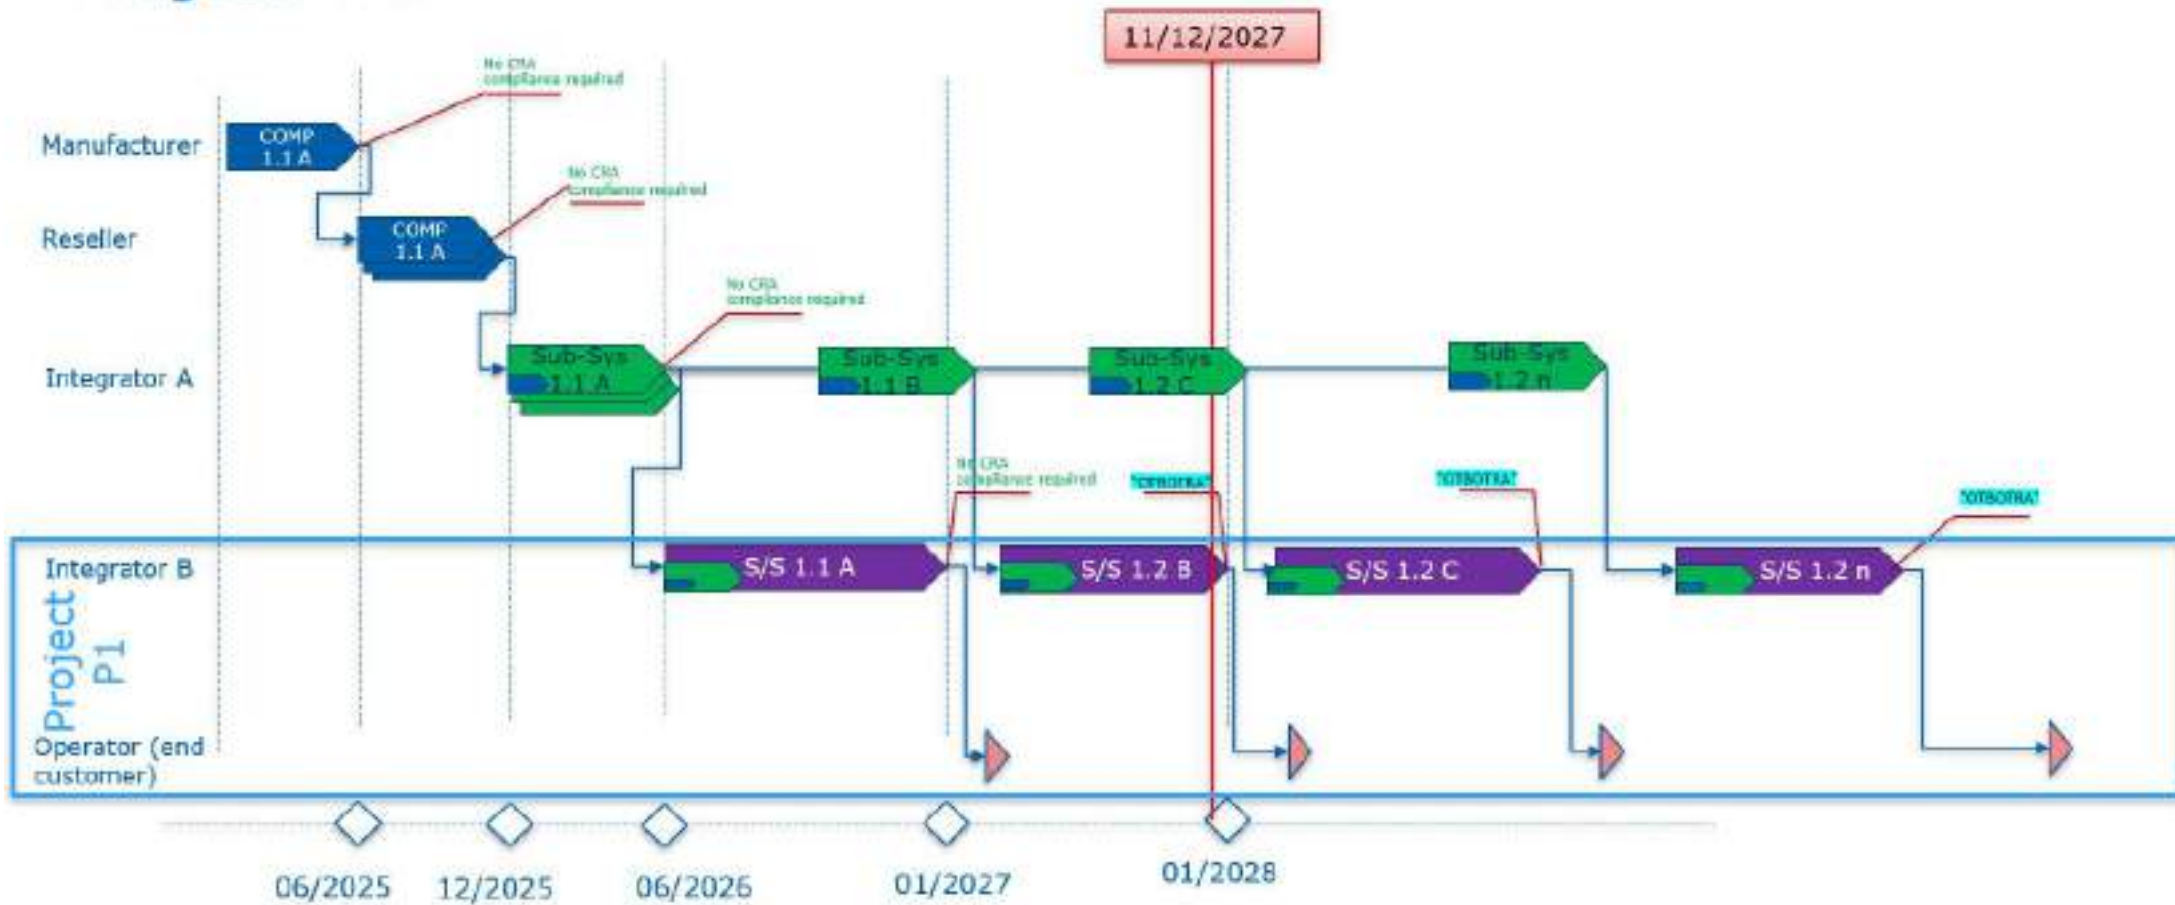 11/12/2027
No CRA
compliance required
Manufacturer
COMP
1.1 A
No CRA
compliance required
Reseller
COMP
1.1 A
No CRA
compliance required
Integrator A
Sub-Sys
1.1 A
Sub-Sys
1.1 B
Sub-Sys
1.2 C
Sub-Sys
1.2 n
No CRA
compliance required
"OTBOTRA"
"OTBOTRA"
"OTBOTRA"
Integrator B
S/S 1.1 A
S/S 1.2 B
S/S 1.2 C
S/S 1.2 n
Project
P1
Operator (end
customer)
06/2025
12/2025
06/2026
01/2027
01/2028